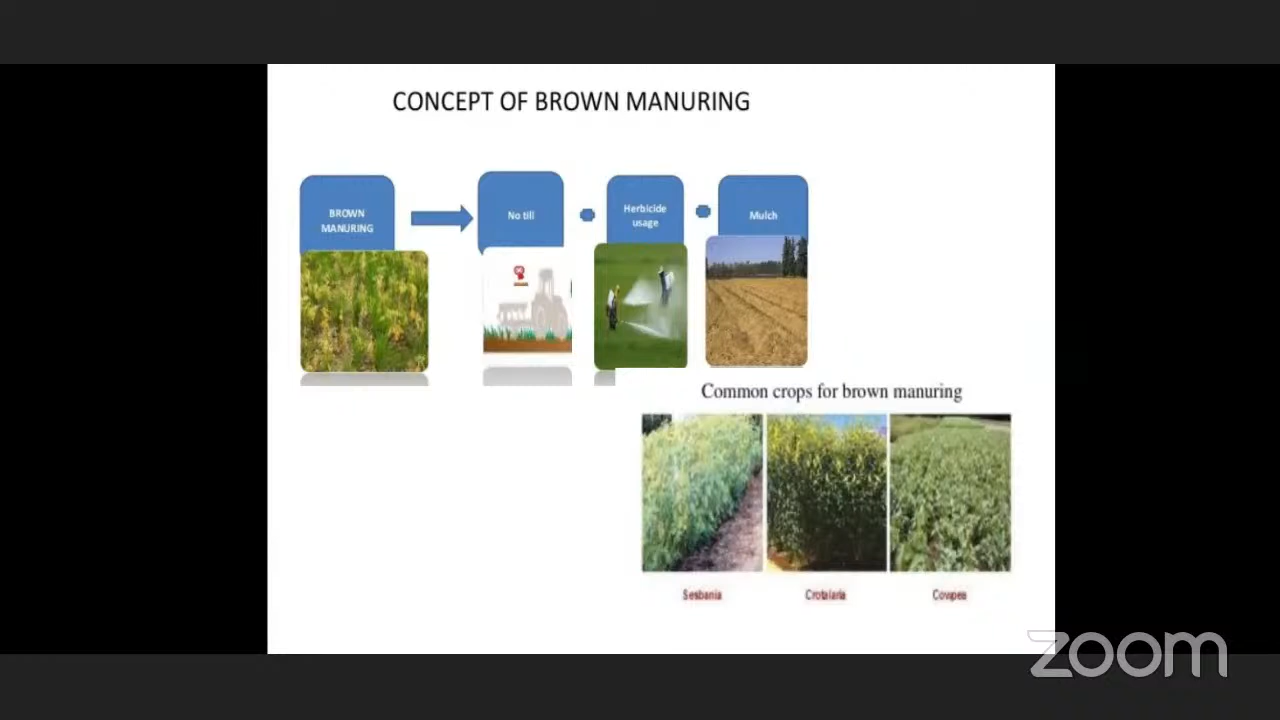 CONCEPT OF BROWN MANURING
BROWN
MANURING
No till
Herbicide
usage
Mulch
Common crops for brown manuring
Sesbania
Crotalaria
Cowpea
zoom